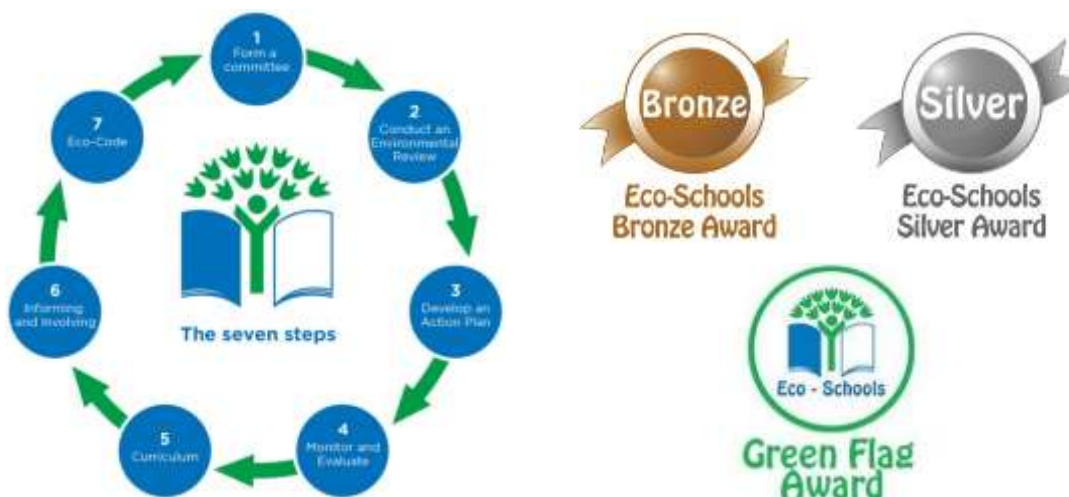 1
Form a
committee
2
Conduct an
Environmental
Review
3
Develop an
Action Plan
4
Monitor and
Evaluate
5
Curriculum
6
Informing
and Involving
7
Eco-Code
The seven steps
Bronze
Eco-Schools
Bronze Award
Silver
Eco-Schools
Silver Award
Eco - Schools
Green Flag
Award